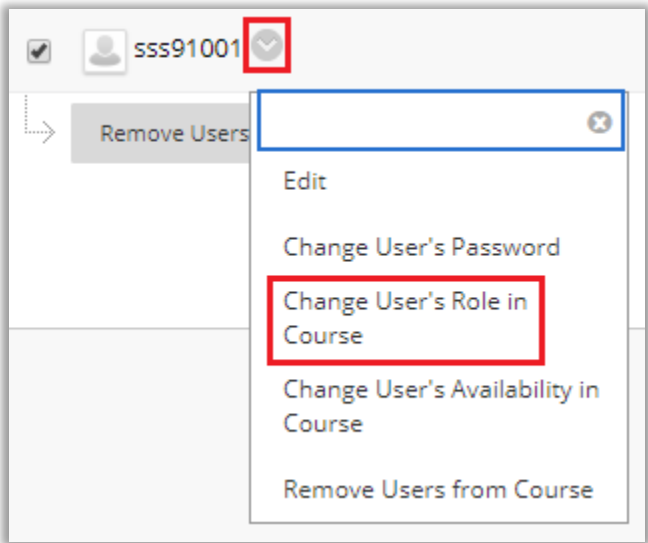 sss91001
Remove Users
Edit
Change User's Password
Change User's Role in
Course
Change User's Availability in
Course
Remove Users from Course